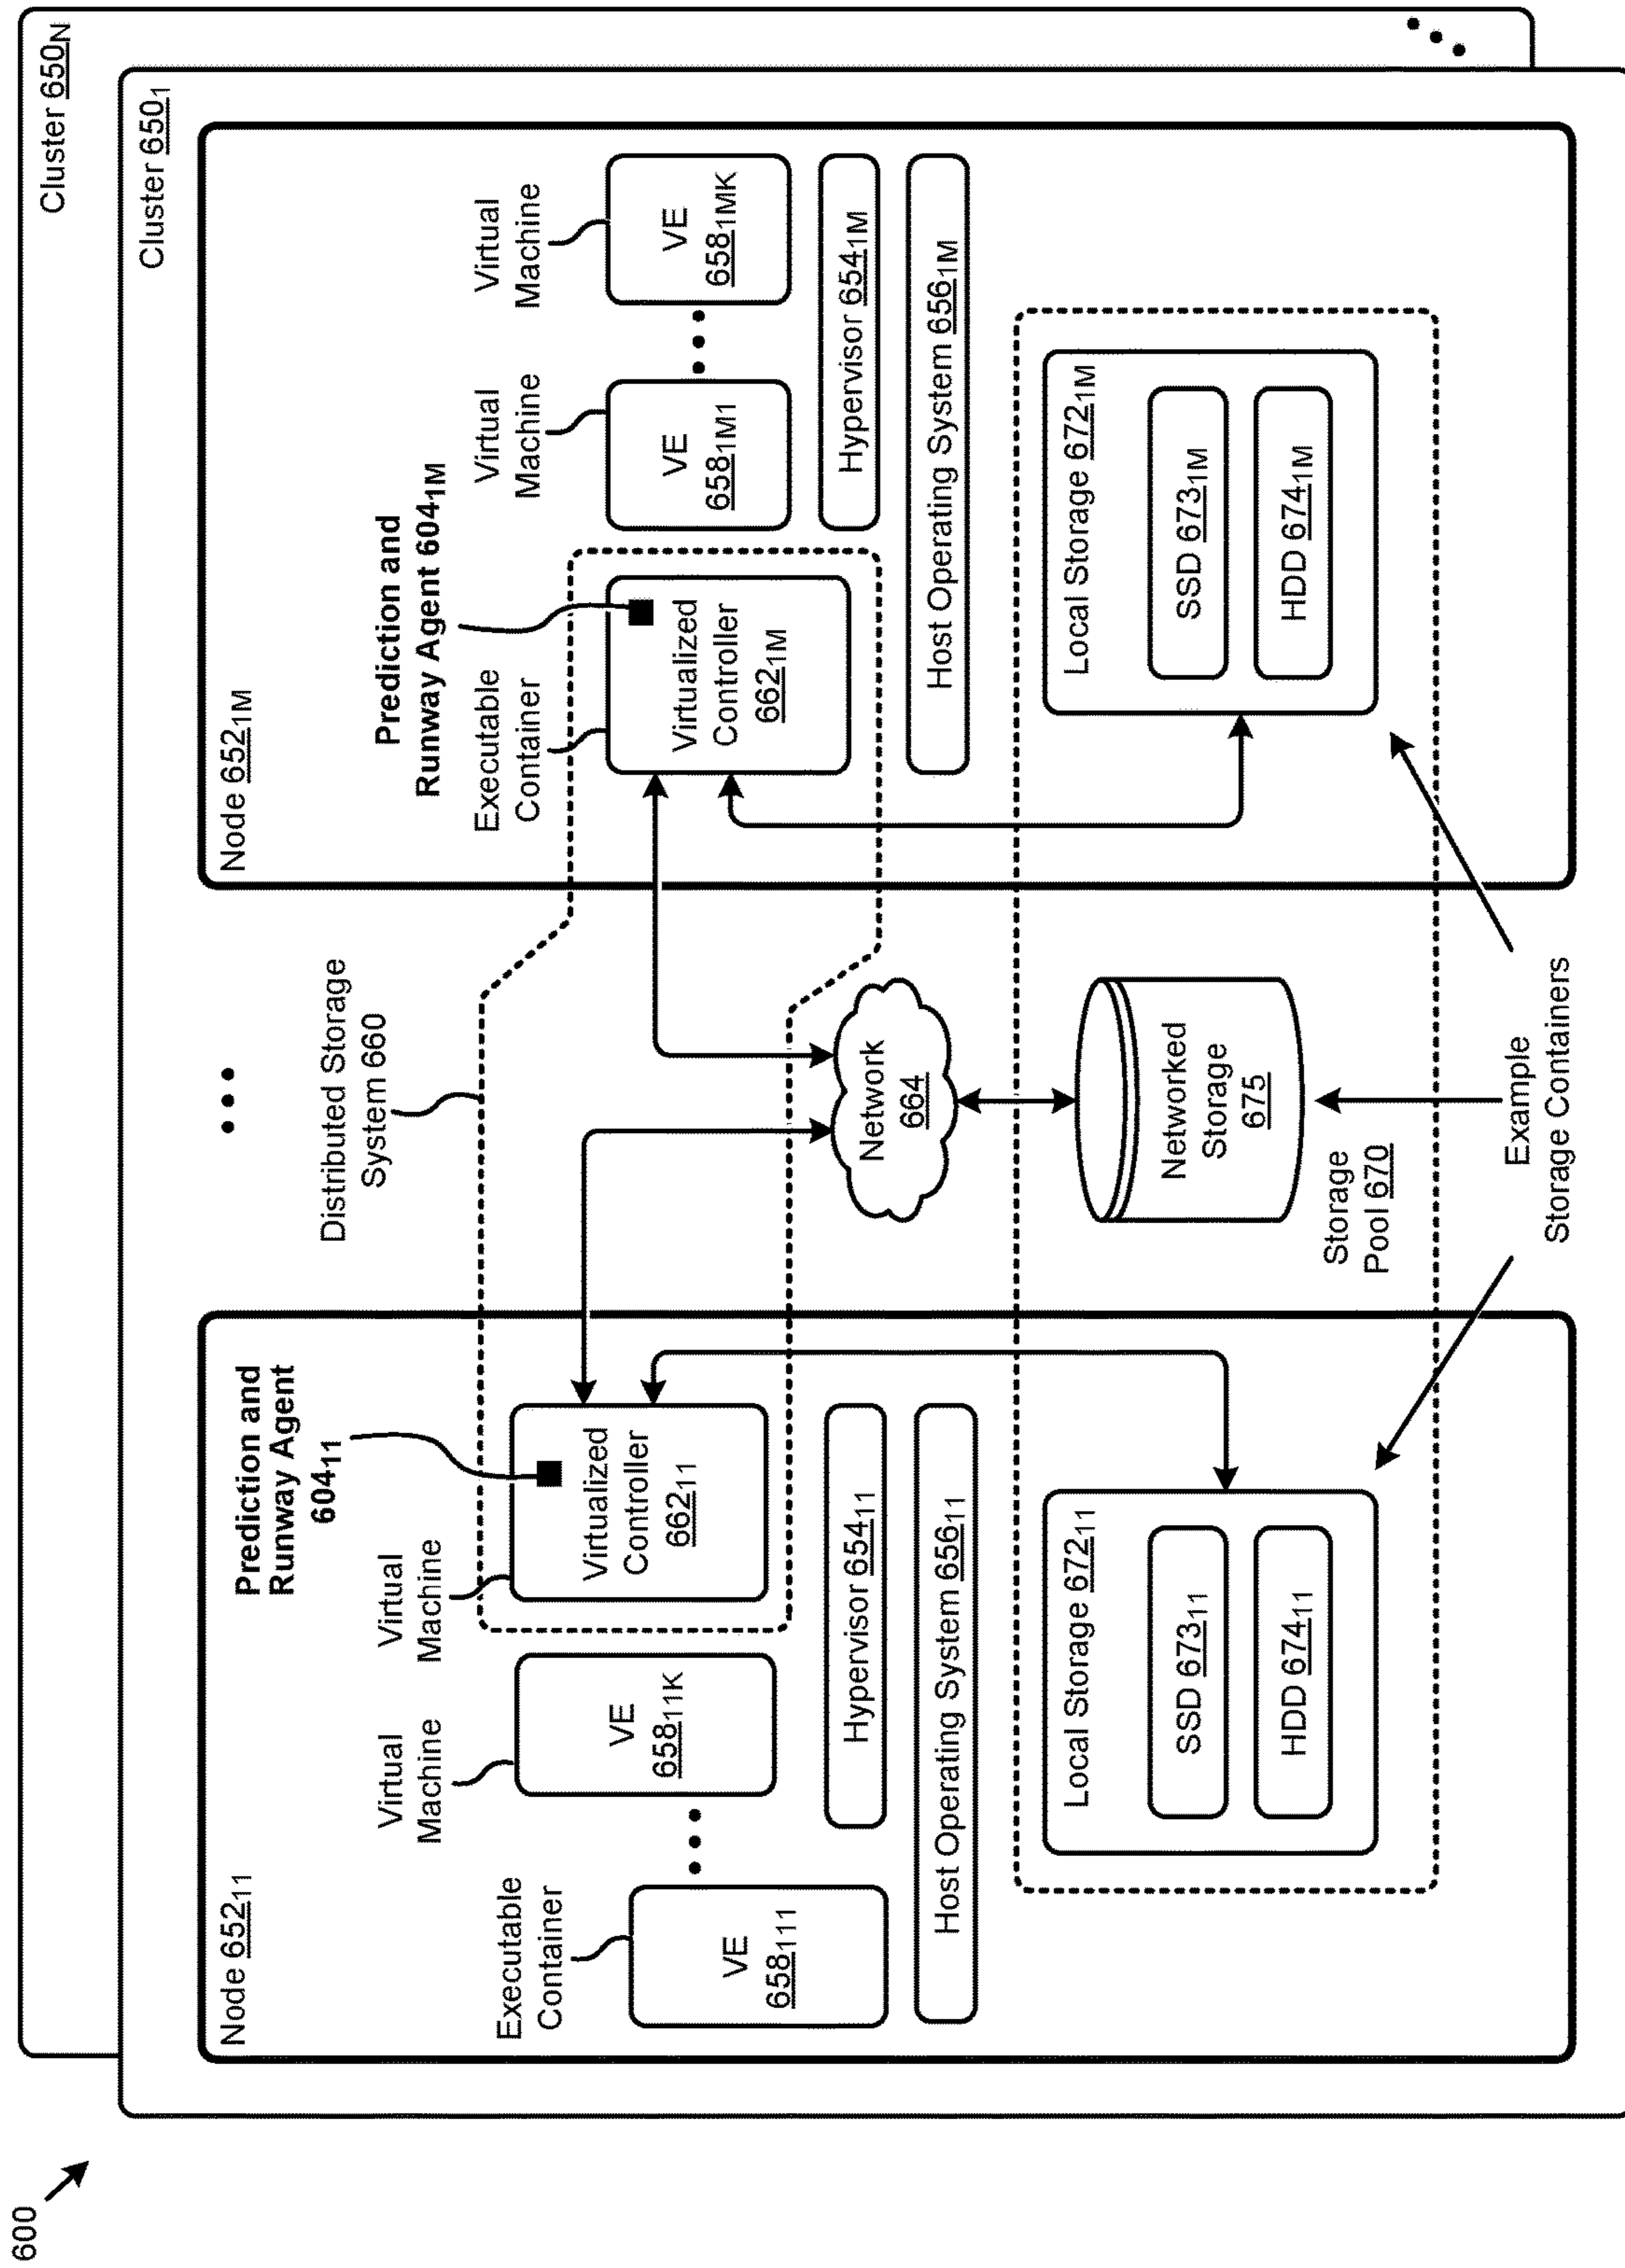 600
Cluster 650N
Cluster 6501
Node 65211
Prediction and
Runway Agent
60411
Executable
Container
Virtual
Machine
Virtual
Machine
VE
658111
VE
65811K
Virtualized
Controller
66211
Hypervisor 65411
Host Operating System 65611
Local Storage 67211
SSD 67311
HDD 67411
Distributed Storage
System 660
Network
664
Networked
Storage
675
Storage
Pool 670
Example
Storage Containers
Node 6521M
Prediction and
Runway Agent 6041M
Executable
Container
Virtual
Machine
Virtual
Machine
Virtualized
Controller
6621M
VE
6581M1
VE
6581MK
Hypervisor 6541M
Host Operating System 6561M
Local Storage 6721M
SSD 6731M
HDD 6741M